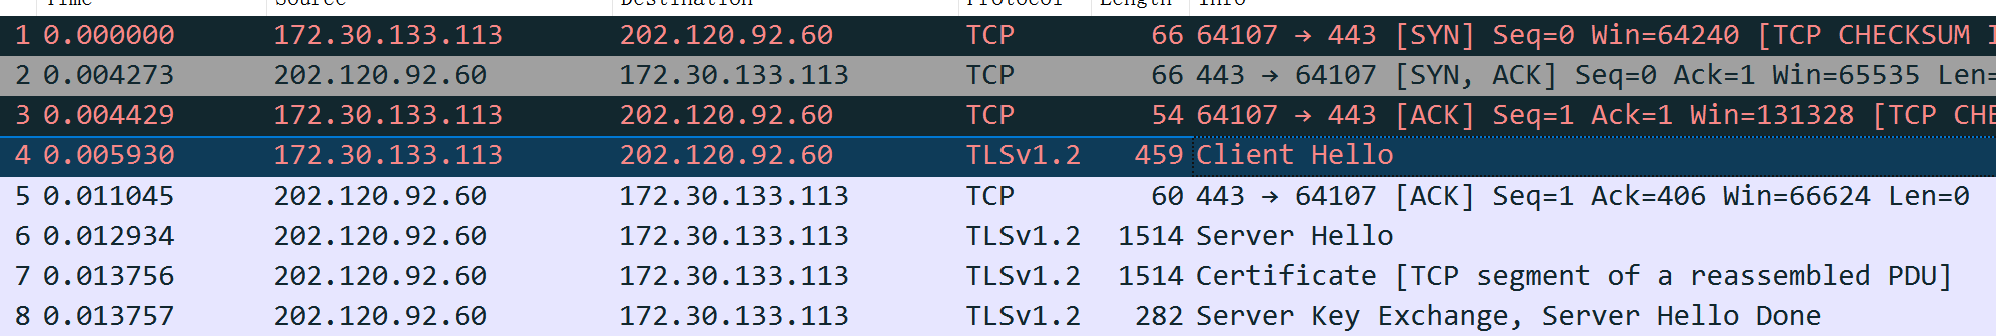 Time Source Destination Protocol Length Info
1 0.000000 172.30.133.113 202.120.92.60 TCP 66 64107 → 443 [SYN] Seq=0 Win=64240 [TCP CHECKSUM
2 0.004273 202.120.92.60 172.30.133.113 TCP 66 443 → 64107 [SYN, ACK] Seq=0 Ack=1 Win=65535 Len=
3 0.004429 172.30.133.113 202.120.92.60 TCP 54 64107 → 443 [ACK] Seq=1 Ack=1 Win=131328 [TCP CHE
4 0.005930 172.30.133.113 202.120.92.60 TLSv1.2 459 Client Hello
5 0.011045 202.120.92.60 172.30.133.113 TCP 60 443 → 64107 [ACK] Seq=1 Ack=406 Win=66624 Len=0
6 0.012934 202.120.92.60 172.30.133.113 TLSv1.2 1514 Server Hello
7 0.013756 202.120.92.60 172.30.133.113 TLSv1.2 1514 Certificate [TCP segment of a reassembled PDU]
8 0.013757 202.120.92.60 172.30.133.113 TLSv1.2 282 Server Key Exchange, Server Hello Done